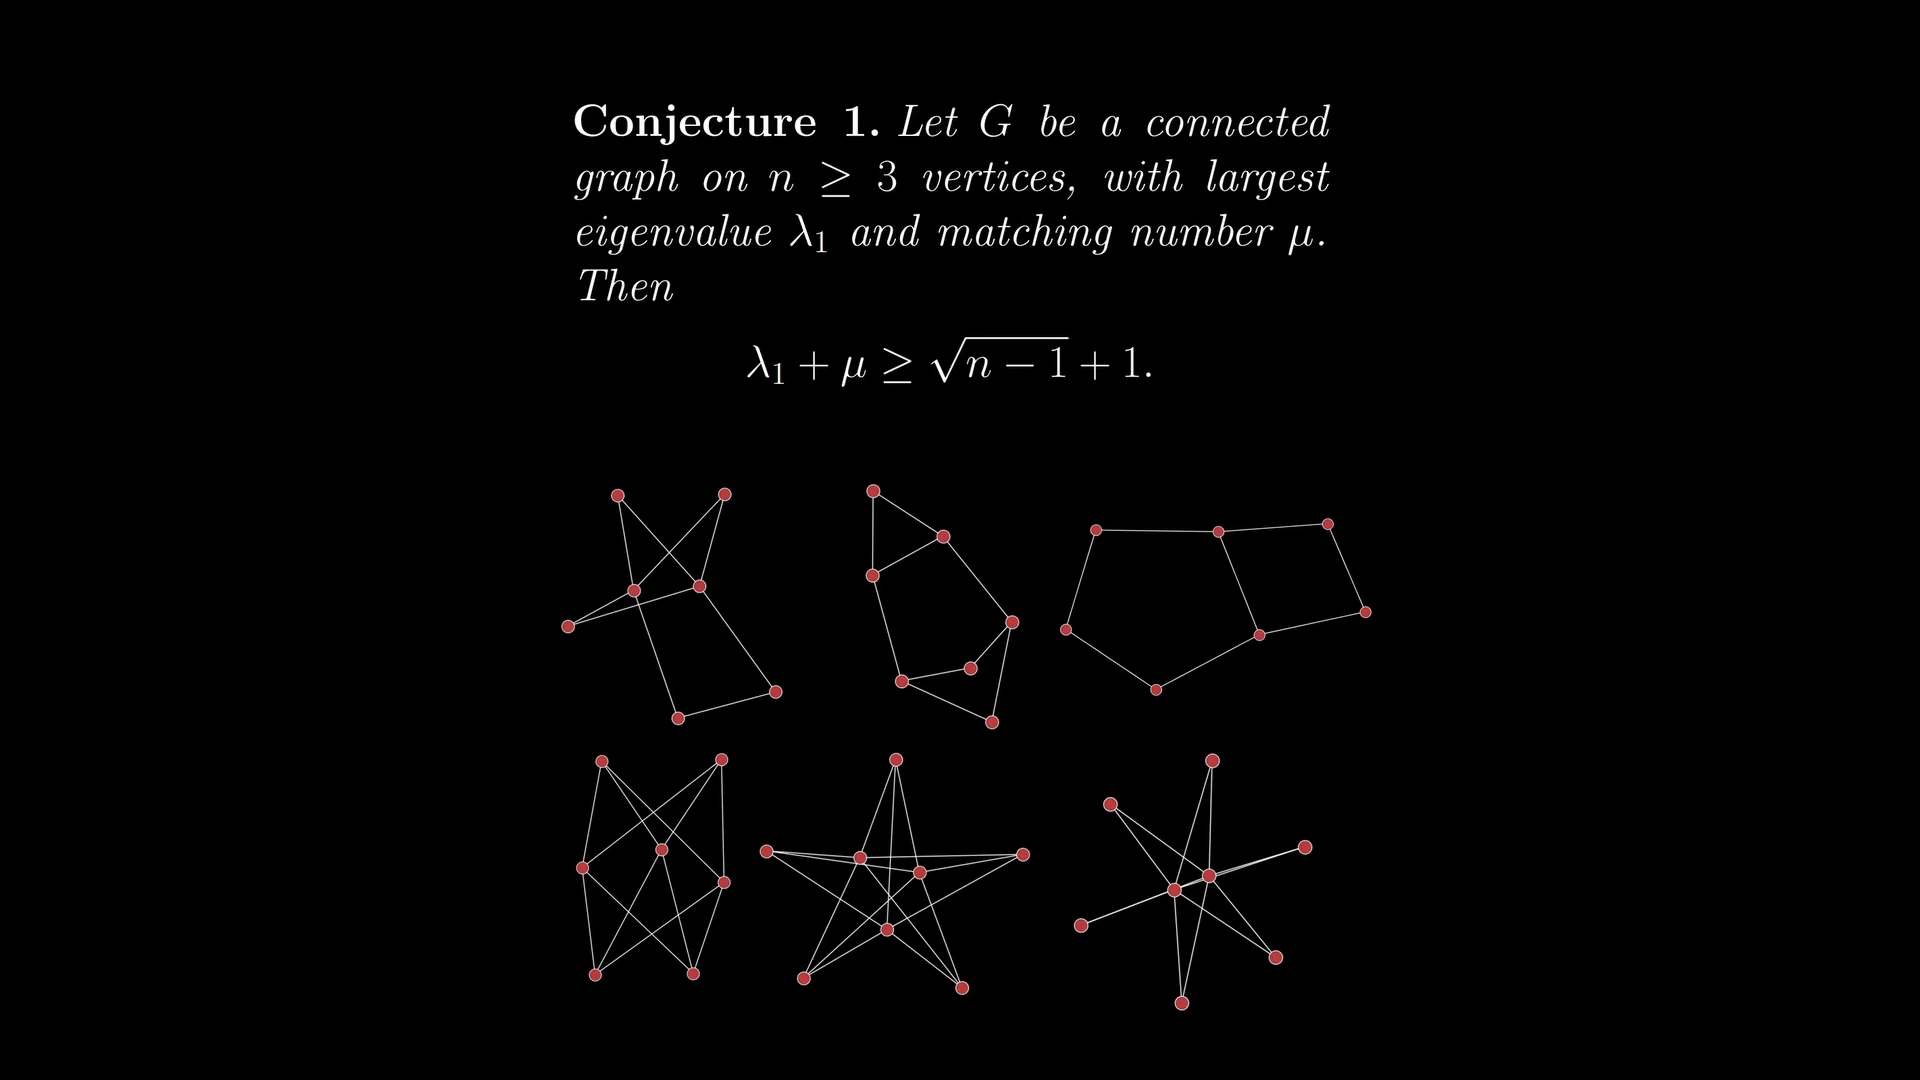 Conjecture 1. Let G be a connected
graph on n ≥ 3 vertices, with largest
eigenvalue λ₁ and matching number μ.
Then
λ₁ + μ ≥ √(n − 1) + 1.